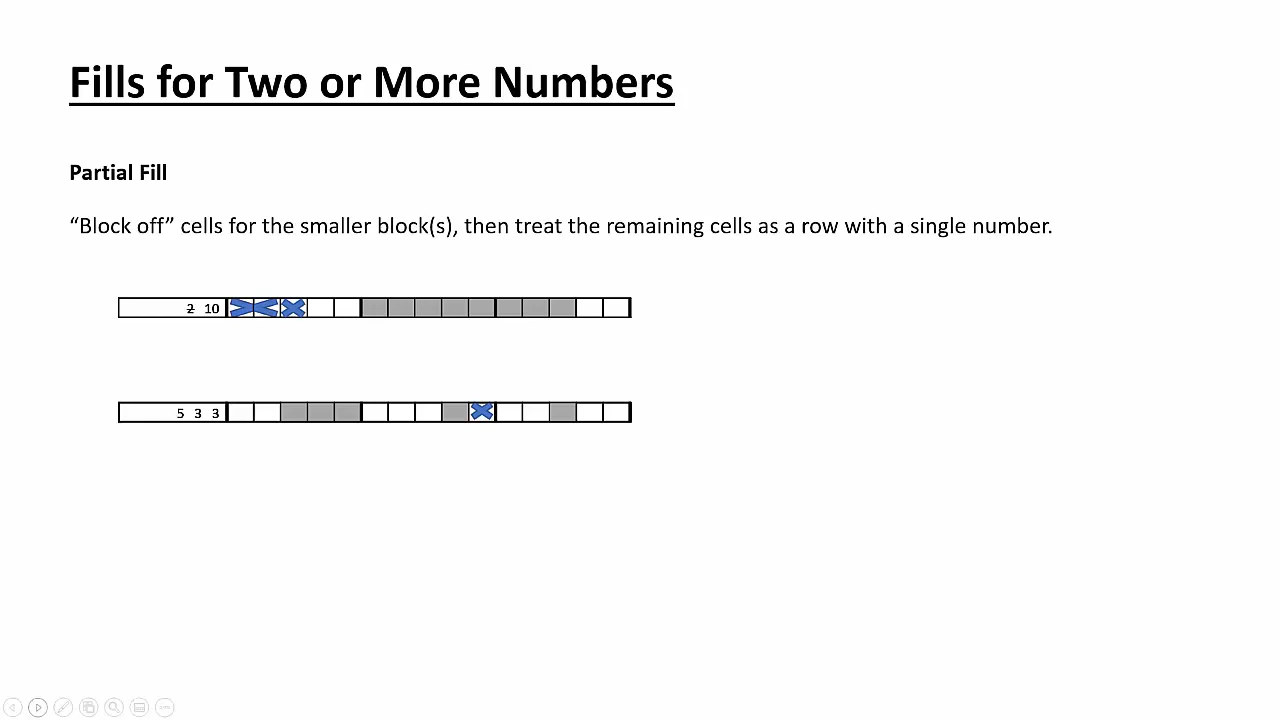 Fills for Two or More Numbers
Partial Fill
“Block off” cells for the smaller block(s), then treat the remaining cells as a row with a single number.
2 10
5 3 3